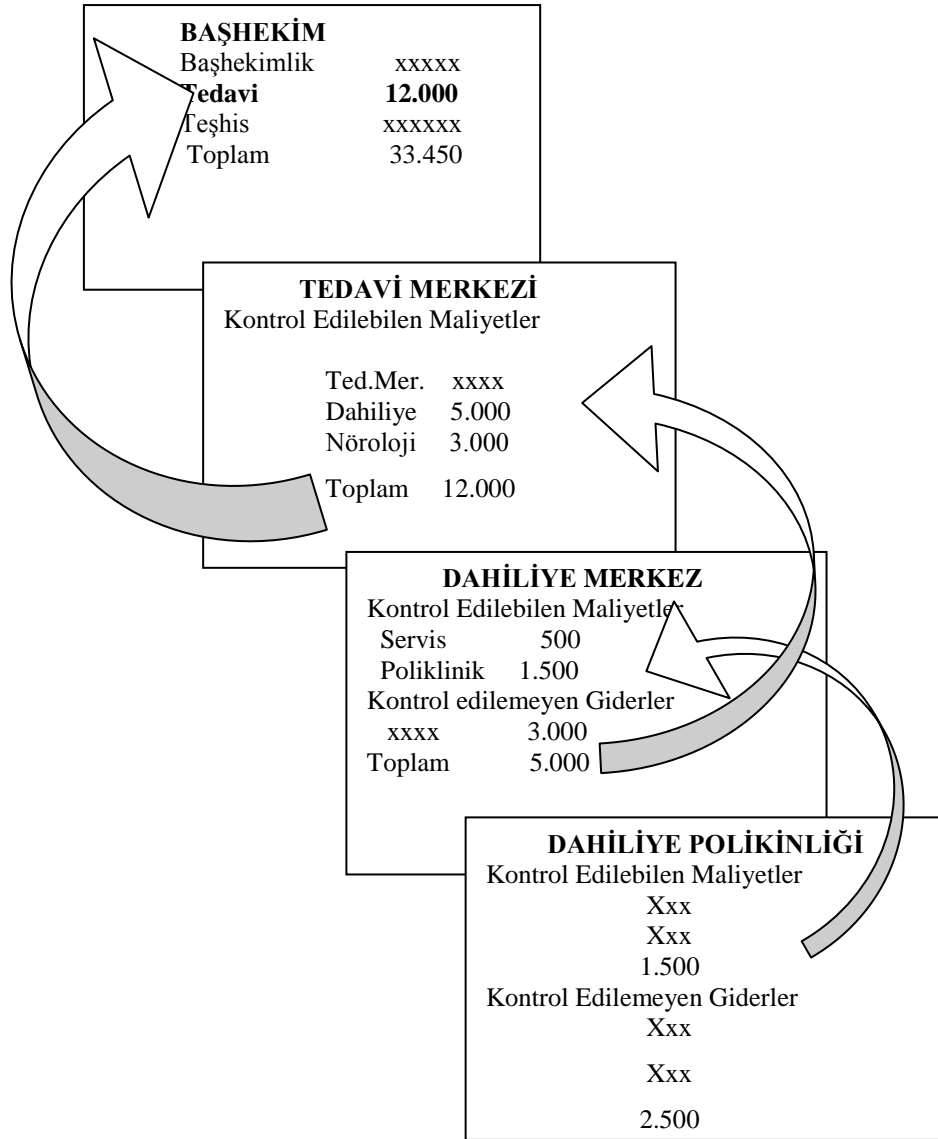 BAŞHEKİM
Başhekimlik xxxxx
Tedavi 12.000
Teşhis xxxxxx
Toplam 33.450
TEDAVİ MERKEZİ
Kontrol Edilebilen Maliyetler
Ted.Mer. xxxx
Dahiliye 5.000
Nöroloji 3.000
Toplam 12.000
DAHİLİYE MERKEZ
Kontrol Edilebilen Maliyetler
Servis 500
Poliklinik 1.500
Kontrol edilemeyen Giderler
xxxx 3.000
Toplam 5.000
DAHİLİYE POLİKİNLİĞİ
Kontrol Edilebilen Maliyetler
Xxx
Xxx
1.500
Kontrol Edilemeyen Giderler
Xxx
Xxx
2.500